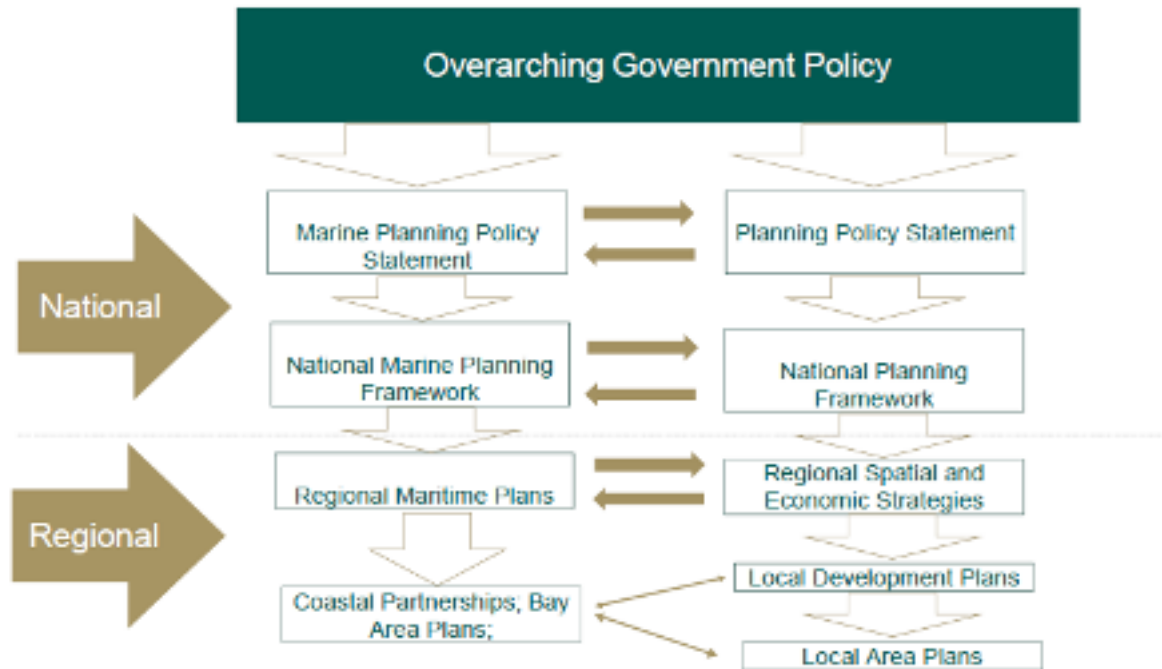 Overarching Government Policy
Marine Planning Policy
Statement
Planning Policy Statement
National
National Marine Planning
Framework
National Planning
Framework
Regional Maritime Plans
Regional Spatial and
Economic Strategies
Regional
Coastal Partnerships; Bay
Area Plans;
Local Development Plans
Local Area Plans